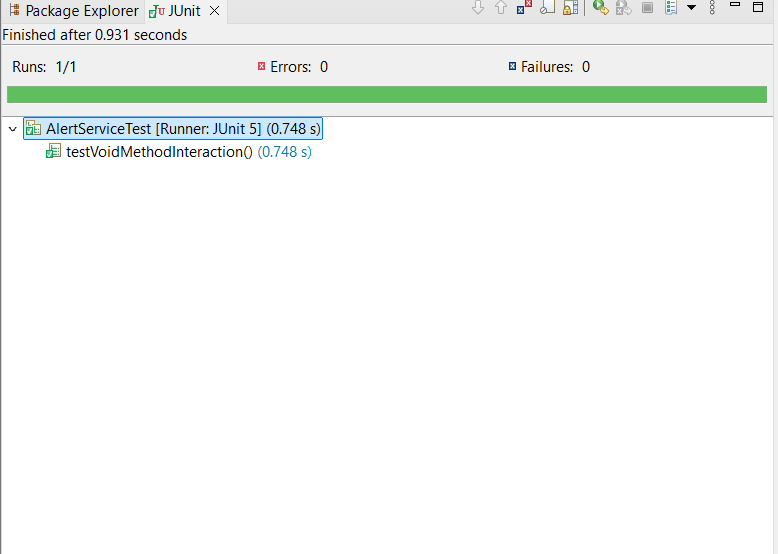 Package Explorer JUnit
Finished after 0.931 seconds
Runs: 1/1 Errors: 0 Failures: 0
AlertServiceTest [Runner: JUnit 5] (0.748 s)
testVoidMethodInteraction() (0.748 s)